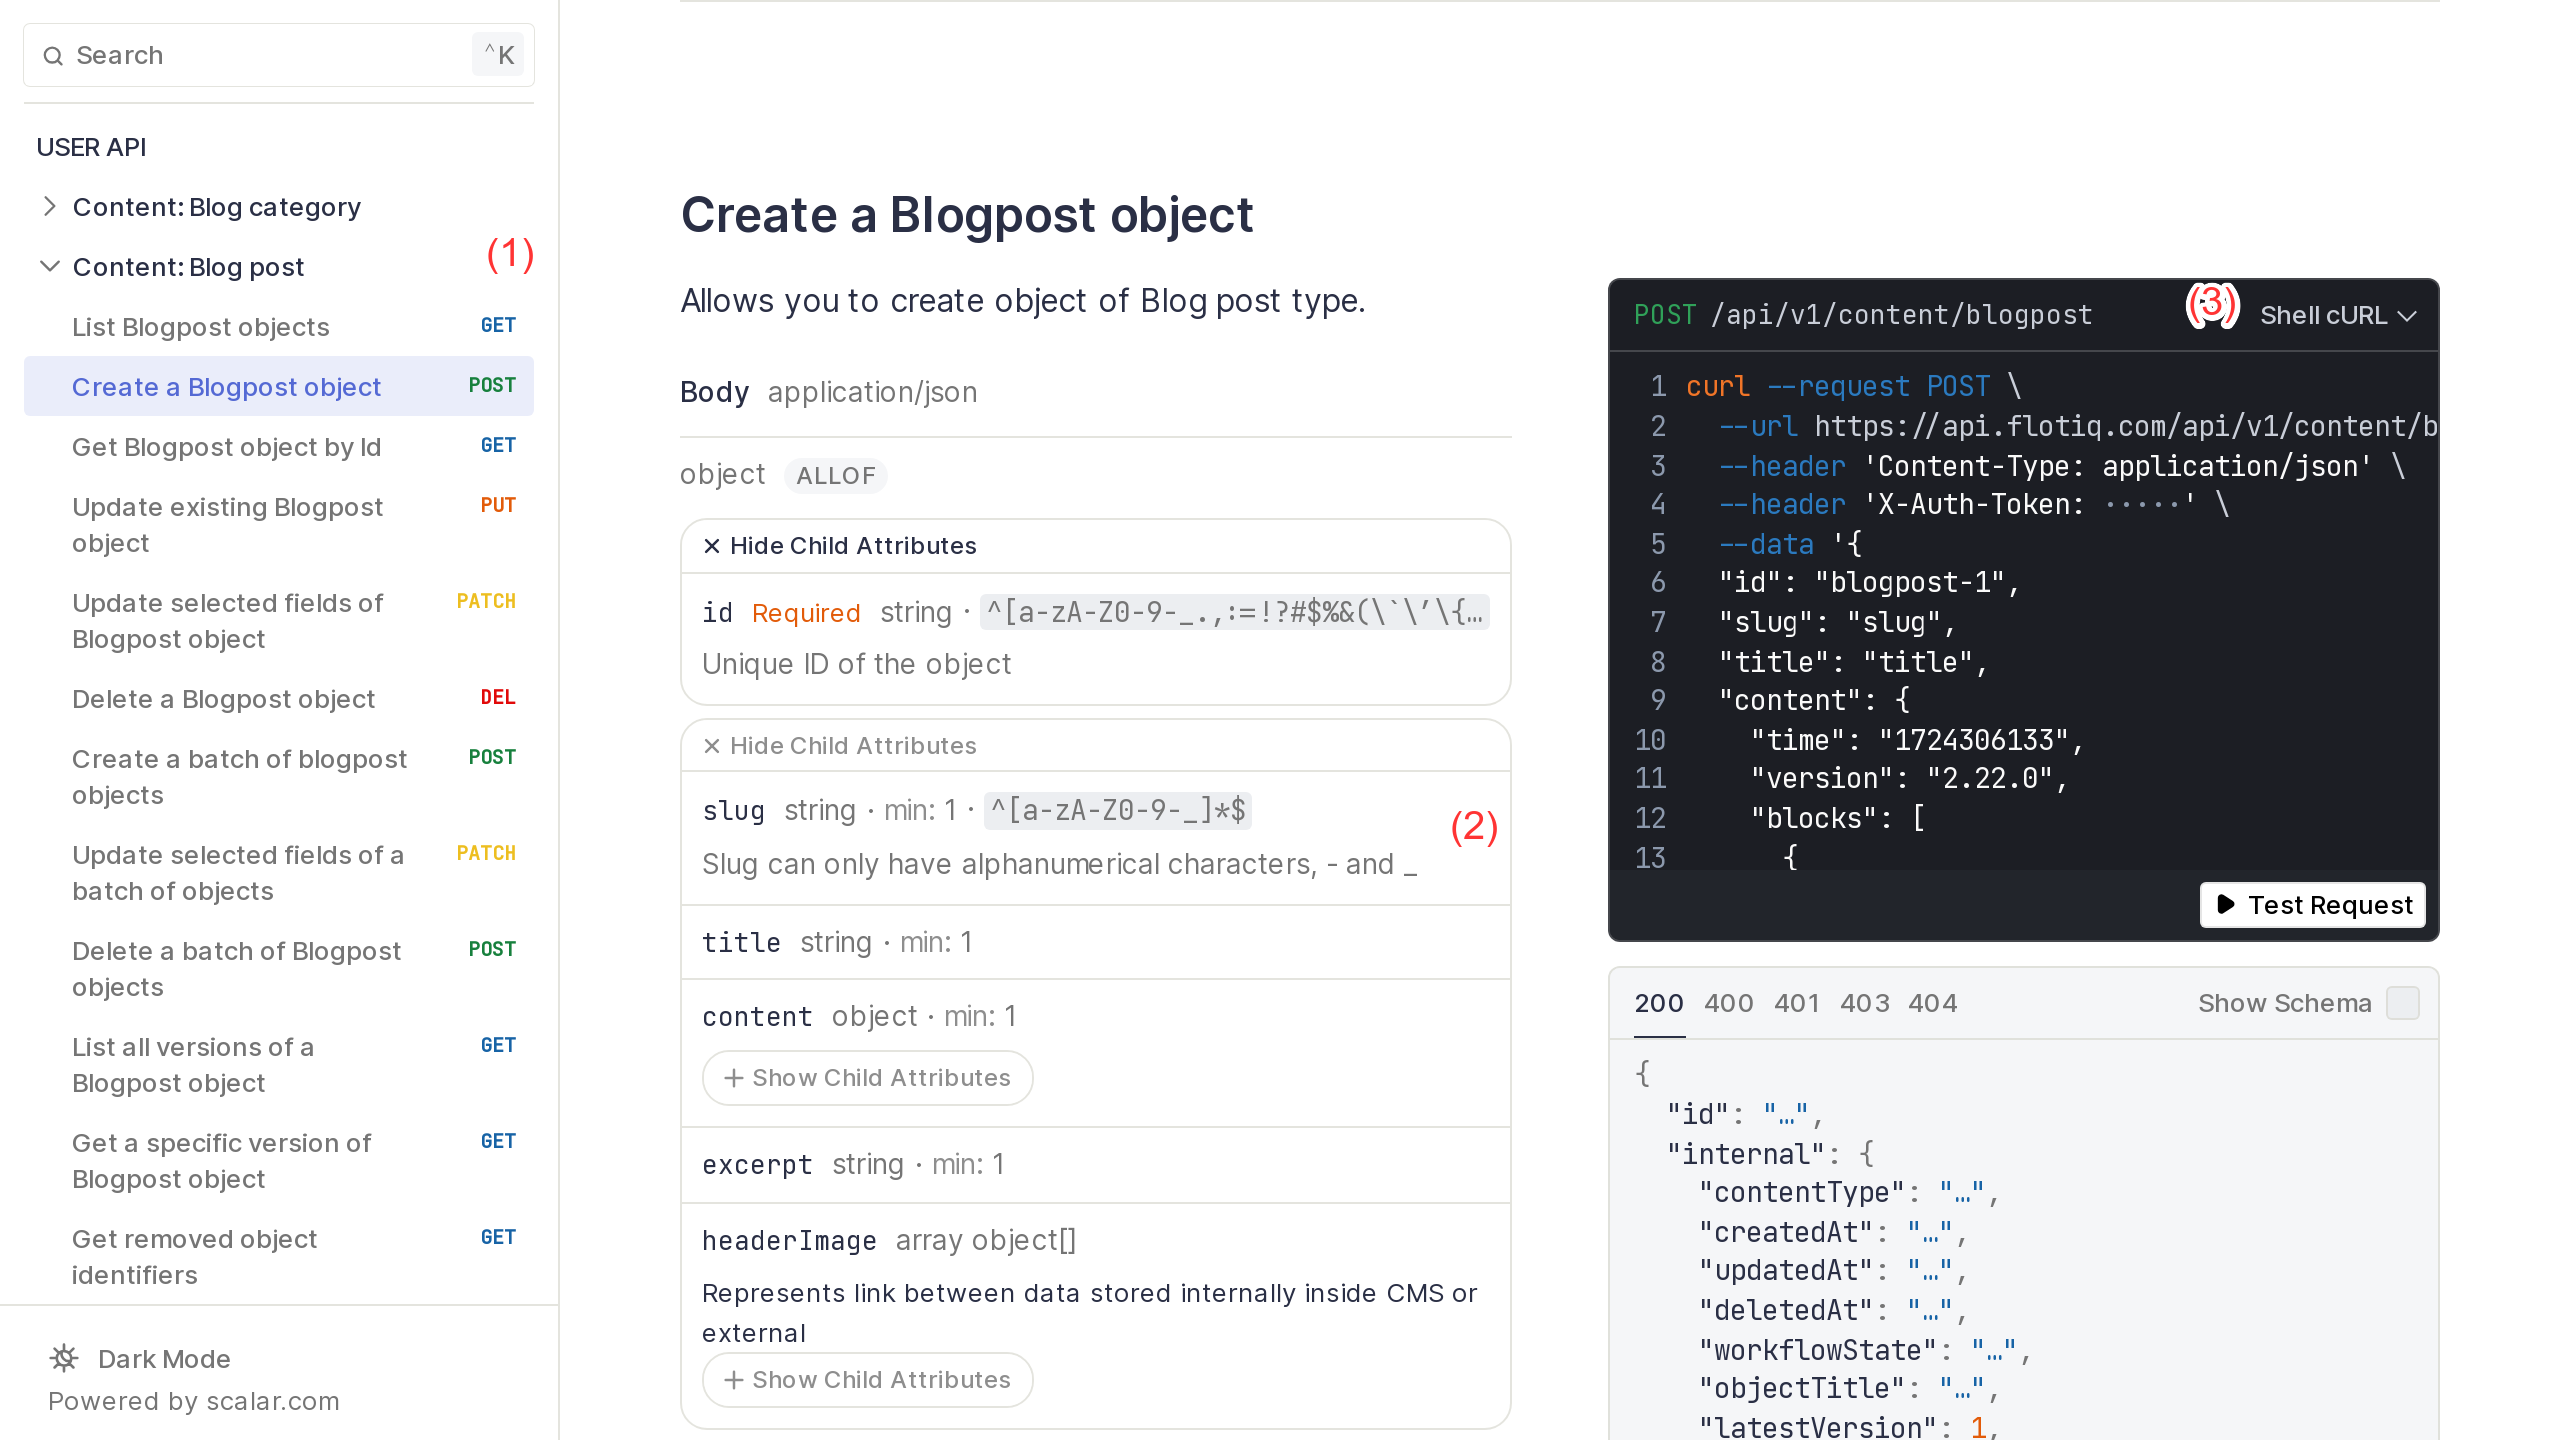 Search
^K
USER API
Content: Blog category
(1)
Content: Blog post
List Blogpost objects GET
Create a Blogpost object POST
Get Blogpost object by Id GET
Update existing Blogpost PUT
object
Update selected fields of PATCH
Blogpost object
Delete a Blogpost object DEL
Create a batch of blogpost POST
objects
Update selected fields of a PATCH
batch of objects
Delete a batch of Blogpost POST
objects
List all versions of a GET
Blogpost object
Get a specific version of GET
Blogpost object
Get removed object GET
identifiers
Dark Mode
Powered by scalar.com
Create a Blogpost object
Allows you to create object of Blog post type.
Body application/json
object ALLOF
Hide Child Attributes
id Required string · ^[a-zA-Z0-9-_.,:=!?#$%&(\`\’\{…
Unique ID of the object
Hide Child Attributes
slug string · min: 1 · ^[a-zA-Z0-9-_]*$
(2)
Slug can only have alphanumerical characters, - and _
title string · min: 1
content object · min: 1
Show Child Attributes
excerpt string · min: 1
headerImage array object[]
Represents link between data stored internally inside CMS or
external
Show Child Attributes
POST /api/v1/content/blogpost (3) Shell cURL
1 curl --request POST \
2 --url https://api.flotiq.com/api/v1/content/b
3 --header 'Content-Type: application/json' \
4 --header 'X-Auth-Token: ·····' \
5 --data '{
6 "id": "blogpost-1",
7 "slug": "slug",
8 "title": "title",
9 "content": {
10 "time": "1724306133",
11 "version": "2.22.0",
12 "blocks": [
13 {
Test Request
200 400 401 403 404 Show Schema
{
"id": "…",
"internal": {
"contentType": "…",
"createdAt": "…",
"updatedAt": "…",
"deletedAt": "…",
"workflowState": "…",
"objectTitle": "…",
"latestVersion": 1,